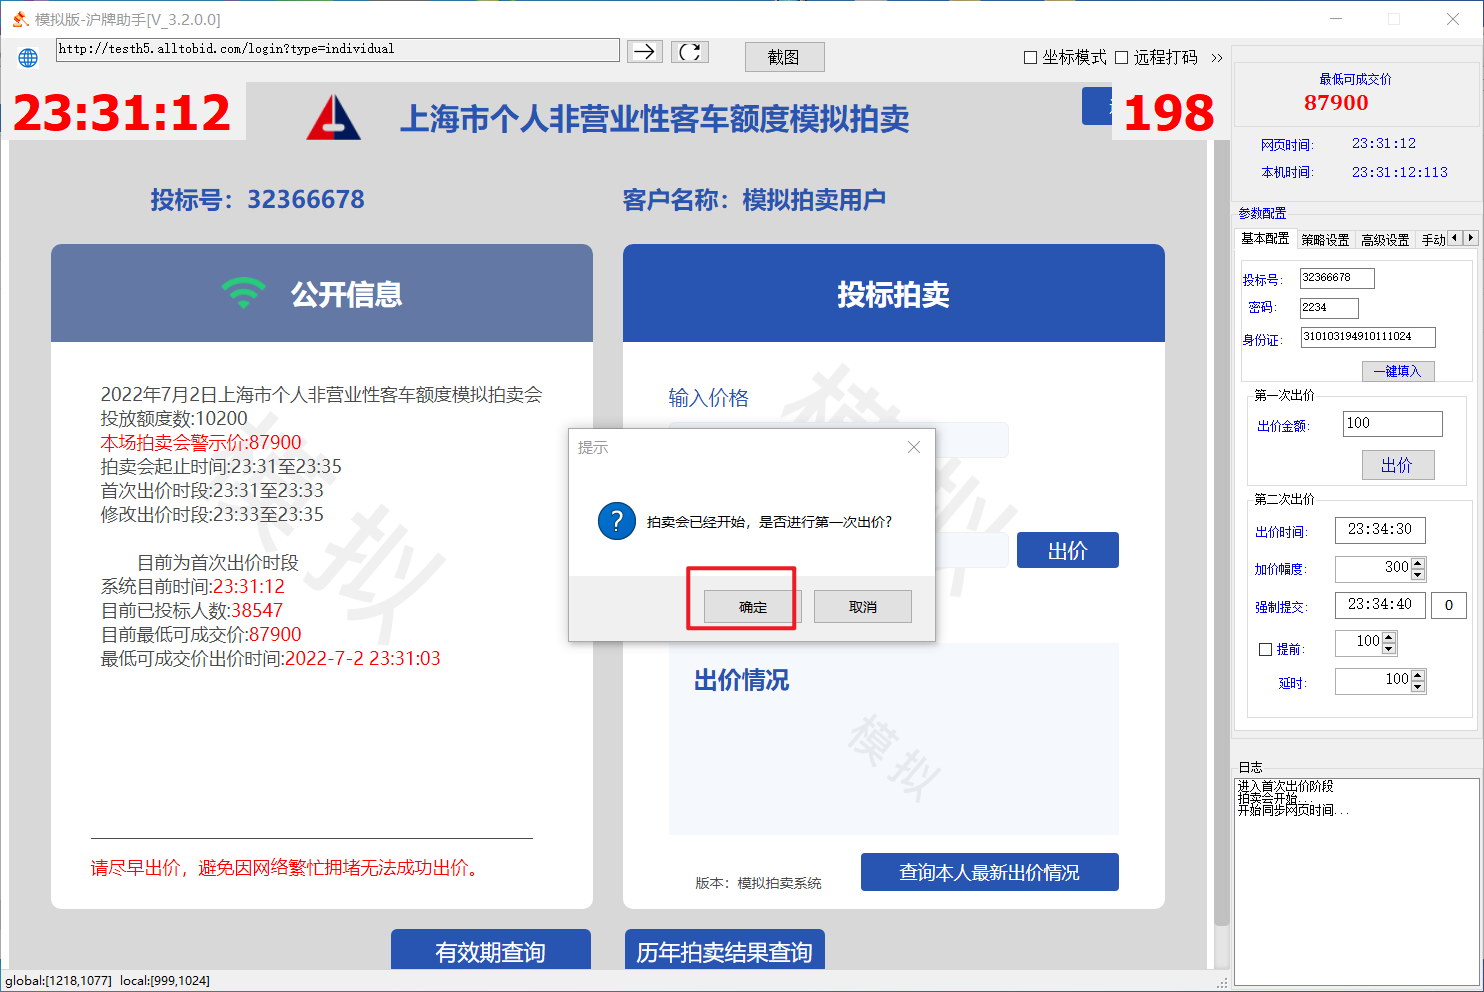 模拟版-沪牌助手[V_3.2.0.0]
http://testh5.alltobid.com/login?type=individual
截图
坐标模式
远程打码
»
23:31:12
上海市个人非营业性客车额度模拟拍卖
198
投标号：32366678
客户名称：模拟拍卖用户
公开信息
2022年7月2日上海市个人非营业性客车额度模拟拍卖会
投放额度数:10200
本场拍卖会警示价:87900
拍卖会起止时间:23:31至23:35
首次出价时段:23:31至23:33
修改出价时段:23:33至23:35
目前为首次出价时段
系统目前时间:23:31:12
目前已投标人数:38547
目前最低可成交价:87900
最低可成交价出价时间:2022-7-2 23:31:03
请尽早出价，避免因网络繁忙拥堵无法成功出价。
模拟
投标拍卖
输入价格
模拟
出价
提示
拍卖会已经开始，是否进行第一次出价?
确定
取消
出价情况
模拟
版本：模拟拍卖系统
查询本人最新出价情况
有效期查询
历年拍卖结果查询
最低可成交价
87900
网页时间:
23:31:12
本机时间:
23:31:12:113
参数配置
基本配置
策略设置
高级设置
手动
投标号:
32366678
密码:
2234
身份证:
310103194910111024
一键填入
第一次出价
出价金额:
100
出价
第二次出价
出价时间:
23:34:30
加价幅度:
300
强制提交:
23:34:40
0
提前:
100
延时:
100
日志
进入首次出价阶段
拍卖会开始...
开始同步网页时间...
global:[1218,1077] local:[999,1024]